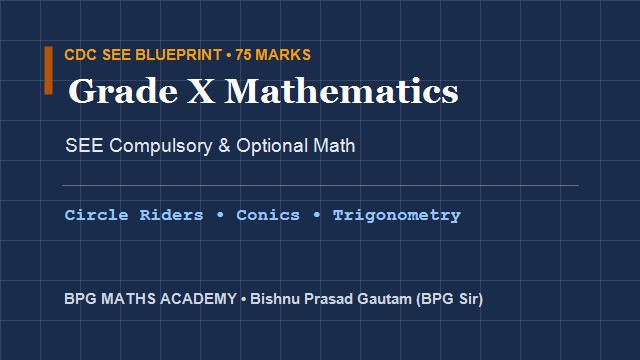 CDC SEE BLUEPRINT • 75 MARKS
Grade X Mathematics
SEE Compulsory & Optional Math
Circle Riders • Conics • Trigonometry
BPG MATHS ACADEMY • Bishnu Prasad Gautam (BPG Sir)